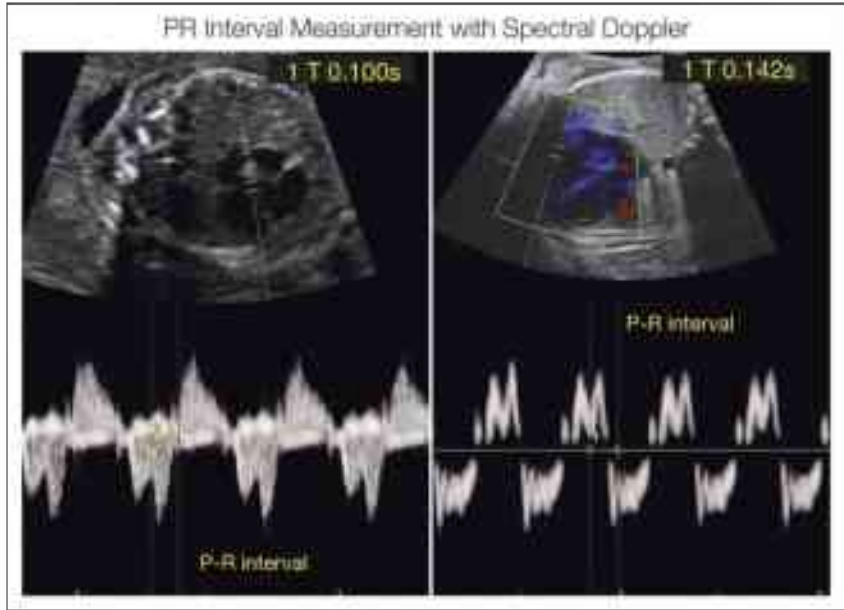 PR Interval Measurement with Spectral Doppler
1 T 0.100s
1 T 0.142s
P-R interval
P-R interval